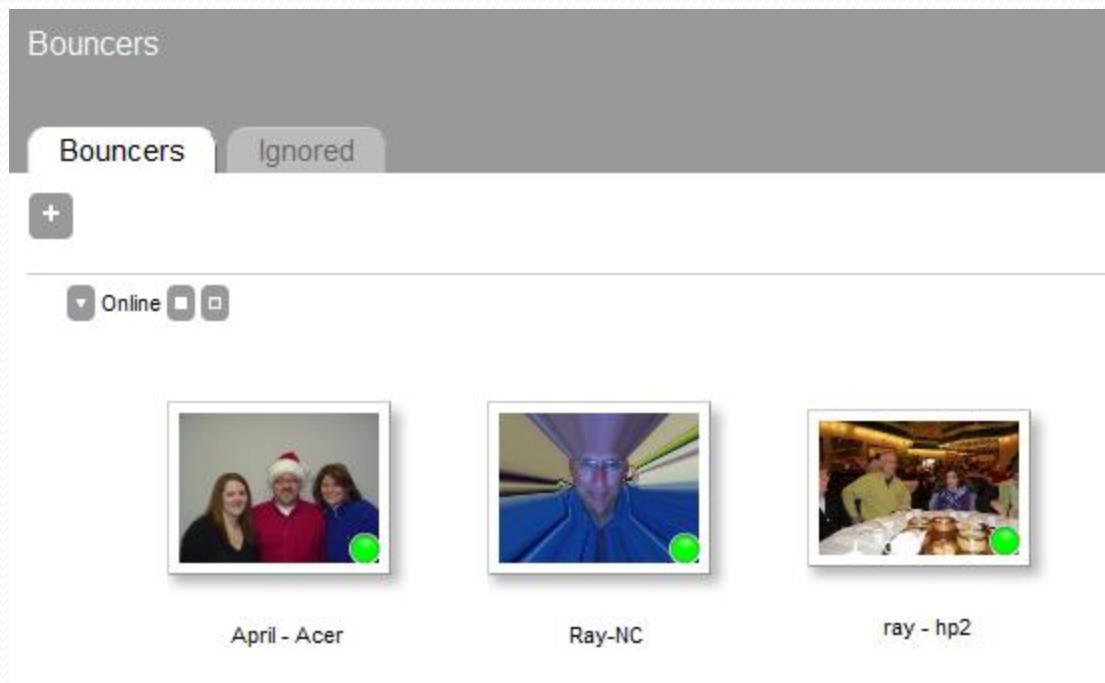 Bouncers
Bouncers Ignored
+
Online
April - Acer Ray-NC ray - hp2